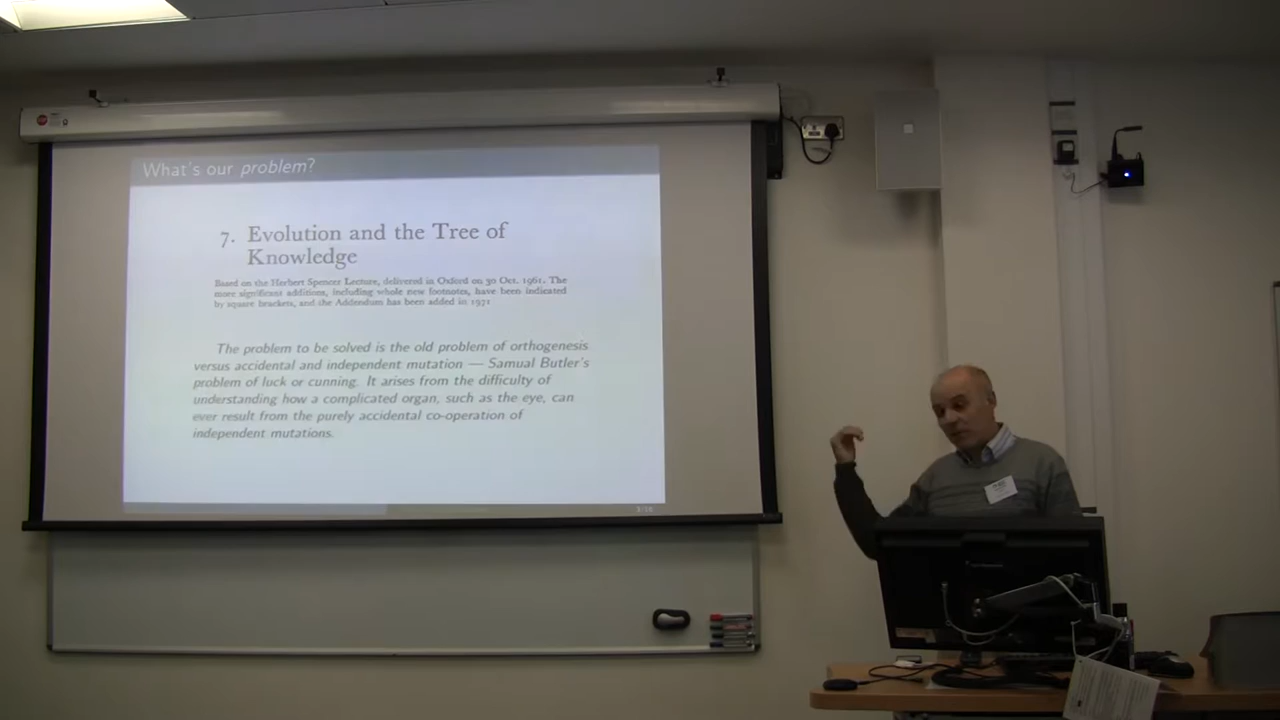 What's our problem?
7. Evolution and the Tree of
Knowledge
Based on the Herbert Spencer Lecture, delivered in Oxford on 30 Oct. 1961. The
more significant additions, including whole new footnotes, have been indicated
by square brackets, and the Addendum has been added in 1971
The problem to be solved is the old problem of orthogenesis
versus accidental and independent mutation — Samual Butler's
problem of luck or cunning. It arises from the difficulty of
understanding how a complicated organ, such as the eye, can
ever result from the purely accidental co-operation of
independent mutations.
3/16